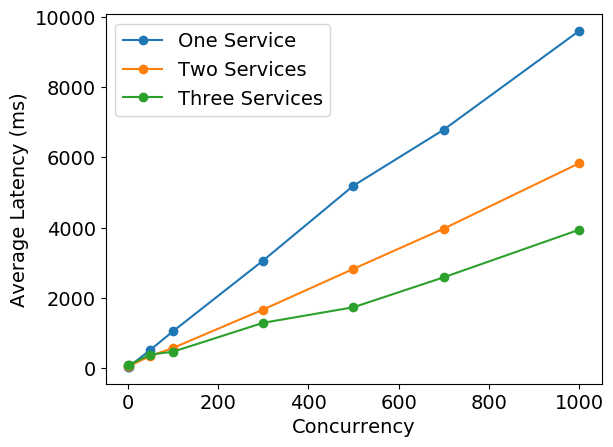 10000
8000
6000
4000
2000
0
Average Latency (ms)
One Service
Two Services
Three Services
0 200 400 600 800 1000
Concurrency